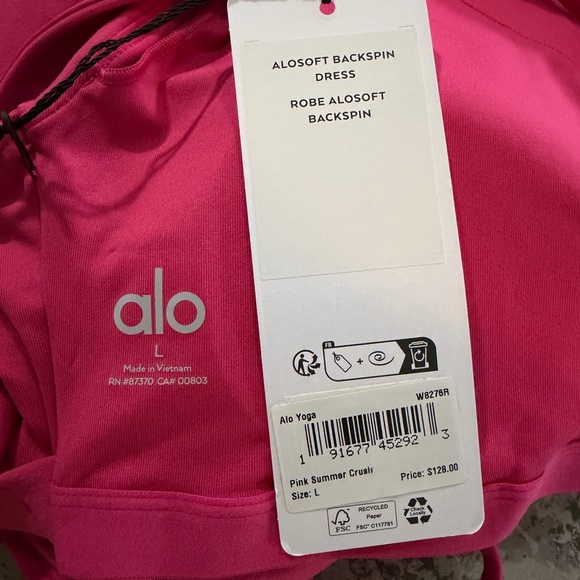 ALOSOFT BACKSPIN
DRESS
ROBE ALOSOFT
BACKSPIN
alo
L
Made in Vietnam
RN #87370 CA# 00803
FR
+
Alo Yoga
W8276R
1 91677 45292 3
Pink Summer Crush
Price: $128.00
Size: L
FSC
RECYCLED
Paper
FSC® C117781
Check
Locally